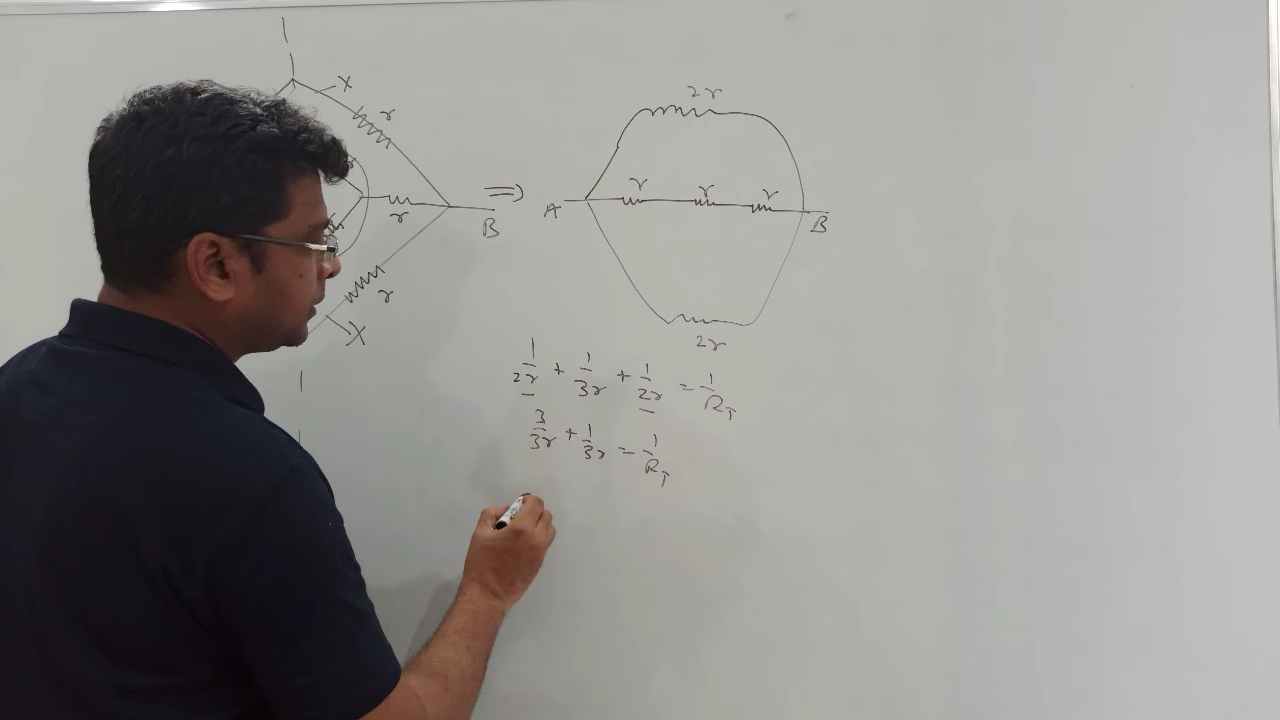 X
r
r
B
r
X
⇒
2r
A
r r r
B
2r
1/2r + 1/3r + 1/2r = 1/R_T
3/3r + 1/3r = 1/R_T